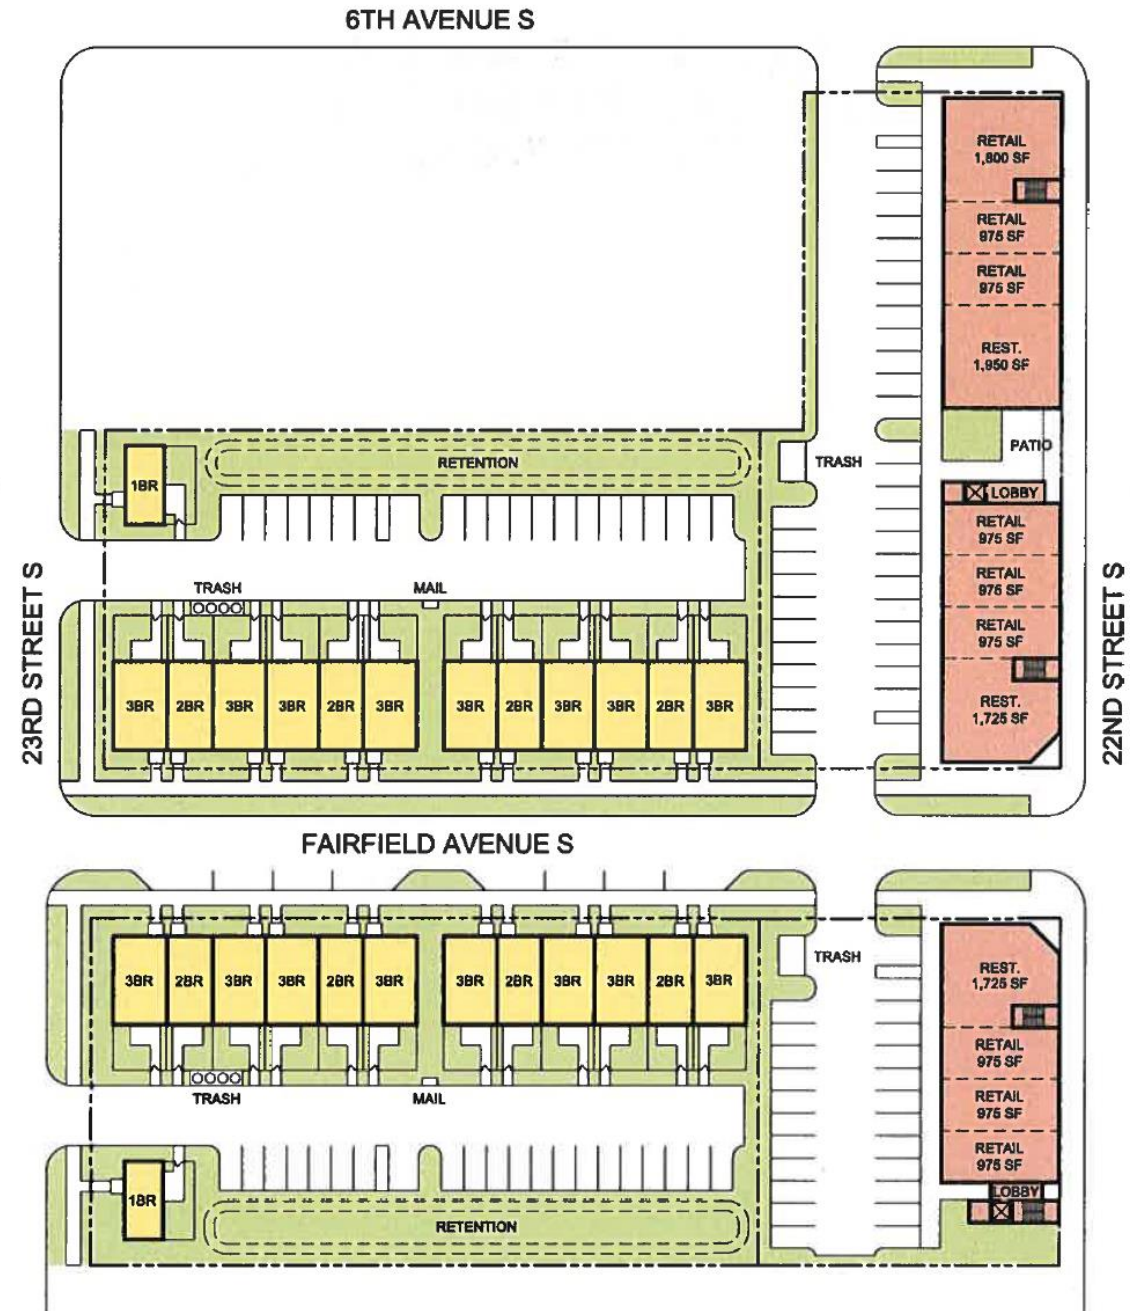 6TH AVENUE S
RETAIL
1,800 SF
RETAIL
975 SF
RETAIL
975 SF
REST.
1,950 SF
PATIO
RETENTION
TRASH
1BR
LOBBY
RETAIL
975 SF
RETAIL
975 SF
RETAIL
975 SF
REST.
1,725 SF
TRASH
MAIL
23RD STREET S
22ND STREET S
3BR 2BR 3BR 3BR 2BR 3BR 3BR 2BR 3BR 3BR 2BR 3BR
FAIRFIELD AVENUE S
TRASH
3BR 2BR 3BR 3BR 2BR 3BR 3BR 2BR 3BR 3BR 2BR 3BR
REST.
1,725 SF
RETAIL
975 SF
RETAIL
975 SF
RETAIL
975 SF
TRASH
MAIL
1BR
LOBBY
RETENTION